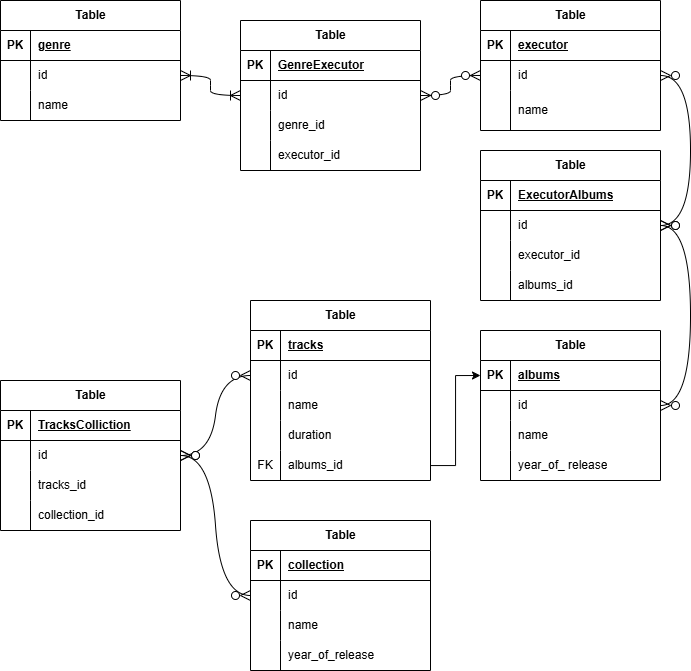 Table
PK genre
id
name
Table
PK GenreExecutor
id
genre_id
executor_id
Table
PK executor
id
name
Table
PK ExecutorAlbums
id
executor_id
albums_id
Table
PK tracks
id
name
duration
FK albums_id
Table
PK albums
id
name
year_of_ release
Table
PK TracksColliction
id
tracks_id
collection_id
Table
PK collection
id
name
year_of_release